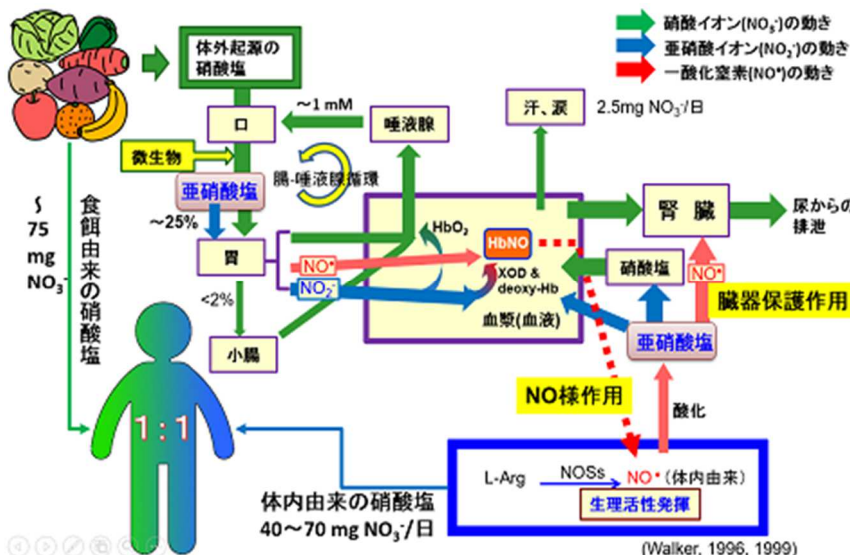 硝酸イオン(NO₃⁻)の動き
亜硝酸イオン(NO₂⁻)の動き
一酸化窒素(NO•)の動き
体外起源の
硝酸塩
口
～1 mM
唾液腺
汗、涙
2.5mg NO₃⁻/日
微生物
腸-唾液腺循環
亜硝酸塩
～25%
胃
<2%
小腸
NO•
NO₂⁻
HbO₂
HbNO
XOD &
deoxy-Hb
血漿(血液)
腎臓
尿からの
排泄
硝酸塩
NO•
臓器保護作用
亜硝酸塩
NO様作用
酸化
～
75
mg
NO₃⁻
食餌由来の硝酸塩
1:1
体内由来の硝酸塩
40～70 mg NO₃⁻/日
L-Arg
NOSs
NO•(体内由来)
生理活性発揮
(Walker, 1996, 1999)